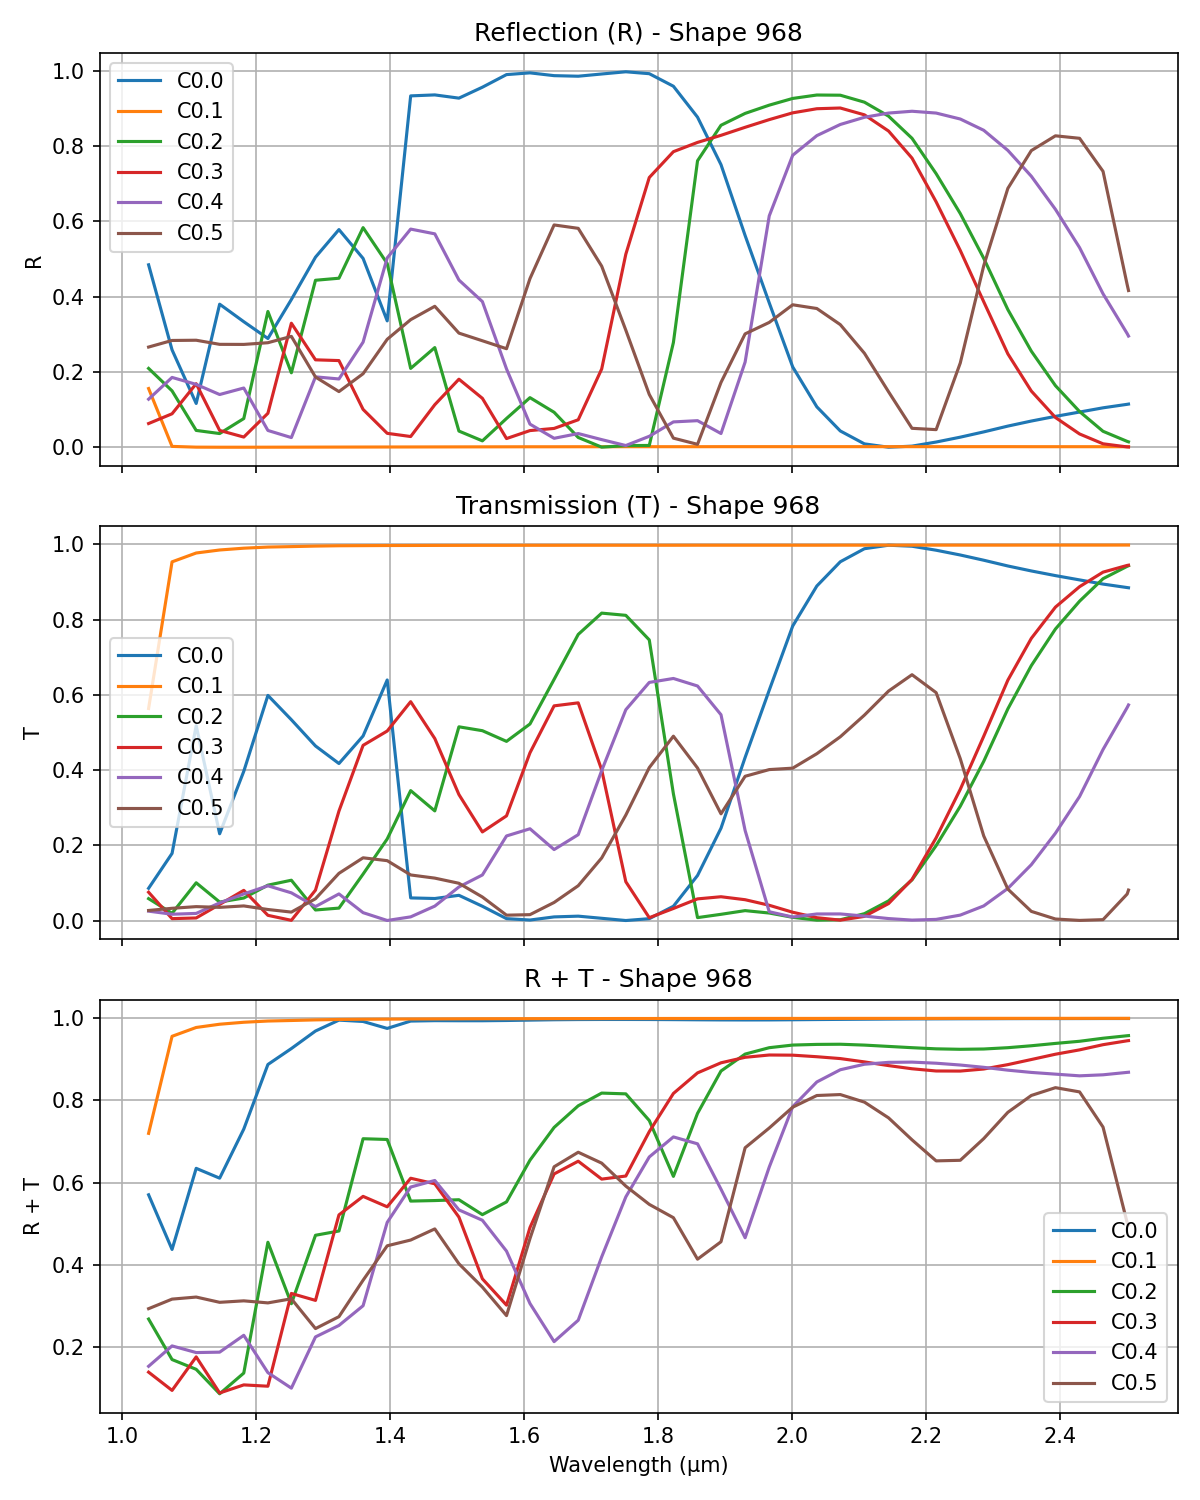 Reflection (R) - Shape 968
1.0
0.8
0.6
0.4
0.2
0.0
R
C0.0
C0.1
C0.2
C0.3
C0.4
C0.5
Transmission (T) - Shape 968
1.0
0.8
0.6
0.4
0.2
0.0
T
C0.0
C0.1
C0.2
C0.3
C0.4
C0.5
R + T - Shape 968
1.0
0.8
0.6
0.4
0.2
R + T
C0.0
C0.1
C0.2
C0.3
C0.4
C0.5
1.0 1.2 1.4 1.6 1.8 2.0 2.2 2.4
Wavelength (μm)